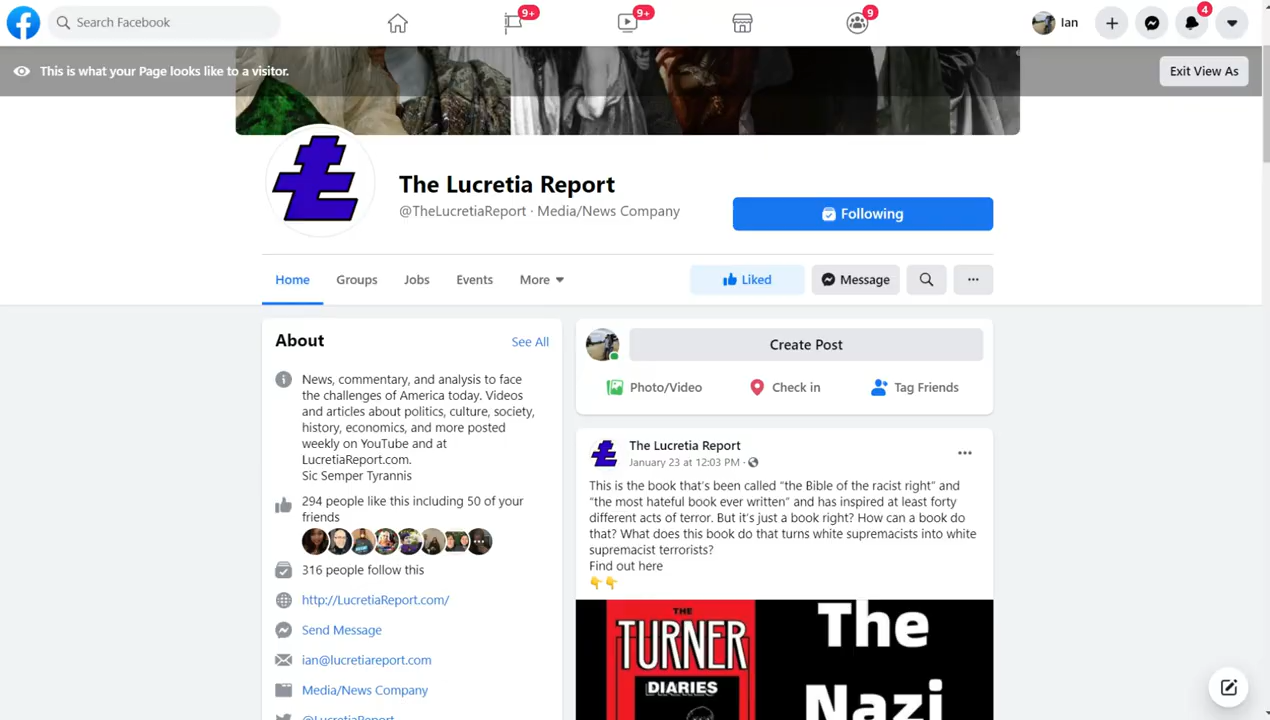 Search Facebook
9+
9+
9
Ian
4
This is what your Page looks like to a visitor.
Exit View As
The Lucretia Report
@TheLucretiaReport · Media/News Company
Following
Home
Groups
Jobs
Events
More
Liked
Message
About
See All
News, commentary, and analysis to face
the challenges of America today. Videos
and articles about politics, culture, society,
history, economics, and more posted
weekly on YouTube and at
LucretiaReport.com.
Sic Semper Tyrannis
294 people like this including 50 of your
friends
316 people follow this
http://LucretiaReport.com/
Send Message
ian@lucretiareport.com
Media/News Company
@LucretiaReport
Create Post
Photo/Video
Check in
Tag Friends
The Lucretia Report
January 23 at 12:03 PM ·
This is the book that's been called "the Bible of the racist right" and
"the most hateful book ever written" and has inspired at least forty
different acts of terror. But it's just a book right? How can a book do
that? What does this book do that turns white supremacists into white
supremacist terrorists?
Find out here
👇👇
THE
TURNER
DIARIES
The
Nazi